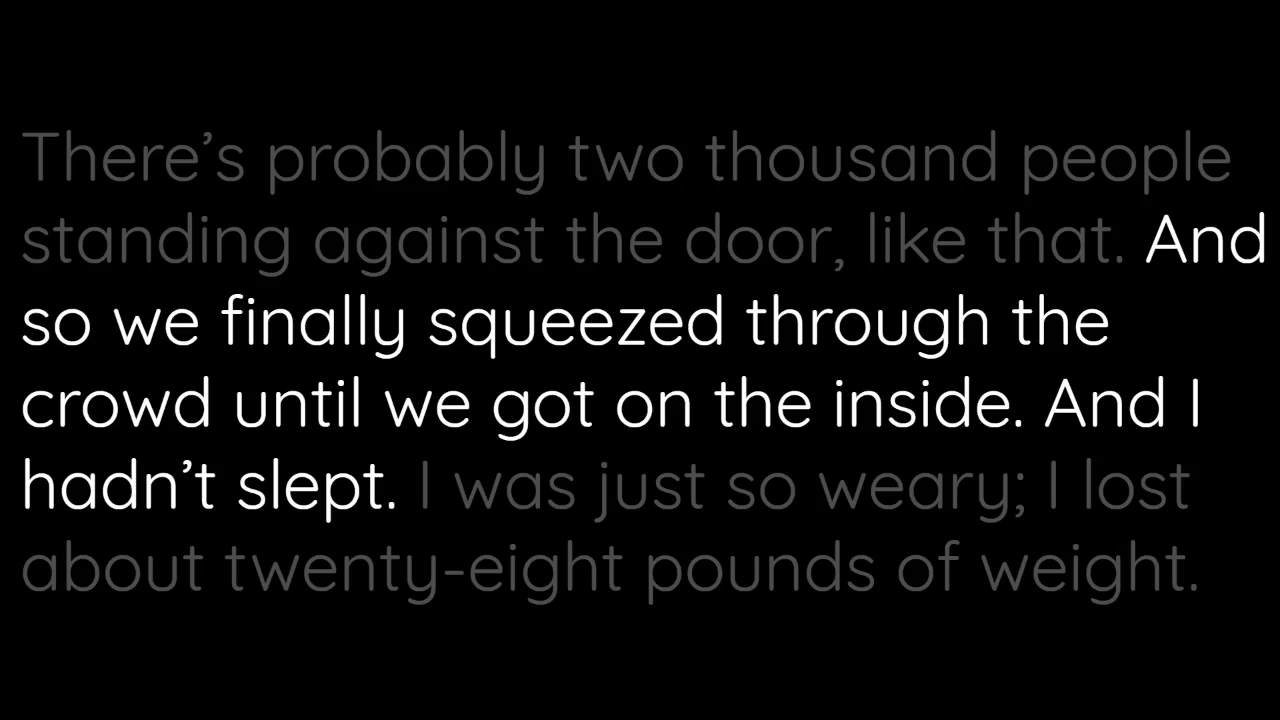 There’s probably two thousand people
standing against the door, like that. And
so we finally squeezed through the
crowd until we got on the inside. And I
hadn’t slept. I was just so weary; I lost
about twenty-eight pounds of weight.